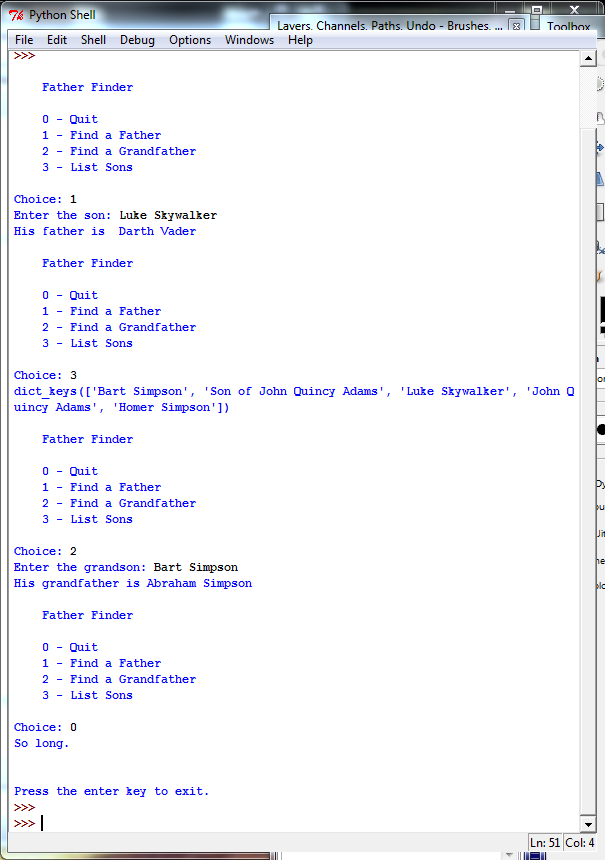 Python Shell
Layers, Channels, Paths, Undo - Brushes, ...
Toolbox
File Edit Shell Debug Options Windows Help
>>>
Father Finder
0 - Quit
1 - Find a Father
2 - Find a Grandfather
3 - List Sons
Choice: 1
Enter the son: Luke Skywalker
His father is  Darth Vader
Father Finder
0 - Quit
1 - Find a Father
2 - Find a Grandfather
3 - List Sons
Choice: 3
dict_keys(['Bart Simpson', 'Son of John Quincy Adams', 'Luke Skywalker', 'John Q
uincy Adams', 'Homer Simpson'])
Father Finder
0 - Quit
1 - Find a Father
2 - Find a Grandfather
3 - List Sons
Choice: 2
Enter the grandson: Bart Simpson
His grandfather is Abraham Simpson
Father Finder
0 - Quit
1 - Find a Father
2 - Find a Grandfather
3 - List Sons
Choice: 0
So long.
Press the enter key to exit.
>>>
>>>
Ln: 51 Col: 4